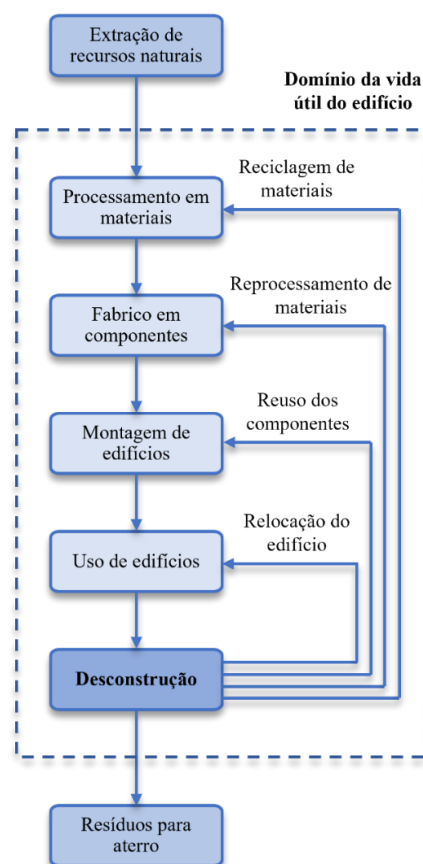 Extração de
recursos naturais
Domínio da vida
útil do edifício
Reciclagem de
materiais
Processamento em
materiais
Reprocessamento de
materiais
Fabrico em
componentes
Reuso dos
componentes
Montagem de
edifícios
Relocação do
edifício
Uso de edifícios
Desconstrução
Resíduos para
aterro